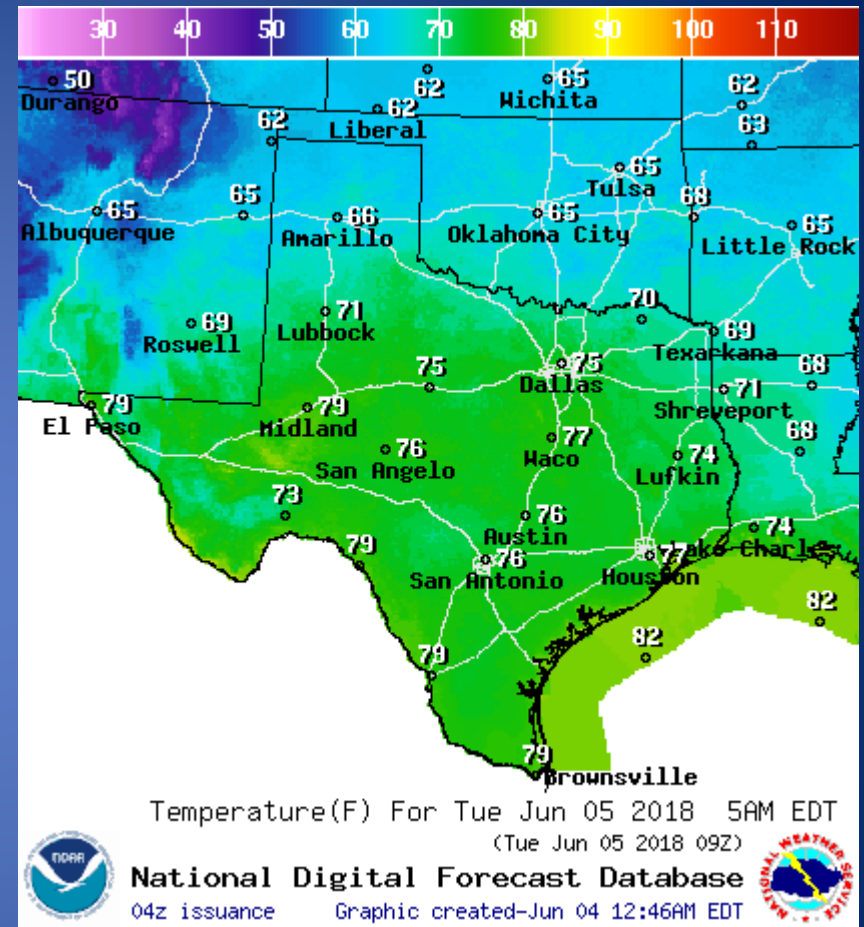 30 40 50 60 70 80 90 100 110
50
Durango
62
65
Wichita
62
62
Liberal
62
63
65
Tulsa
65
Albuquerque
65
66
Amarillo
65
Oklahoma City
68
65
Little Rock
69
Roswell
71
Lubbock
70
69
Texarkana
75
75
Dallas
68
71
Shreveport
79
El Paso
79
Midland
76
San Angelo
77
Waco
74
Lufkin
68
73
76
Austin
74
Lake Charles
79
76
San Antonio
77
Houston
82
82
79
79
Brownsville
Temperature(F) For Tue Jun 05 2018 5AM EDT
(Tue Jun 05 2018 09Z)
NOAA
National Digital Forecast Database
NATIONAL WEATHER SERVICE
04z issuance Graphic created-Jun 04 12:46AM EDT